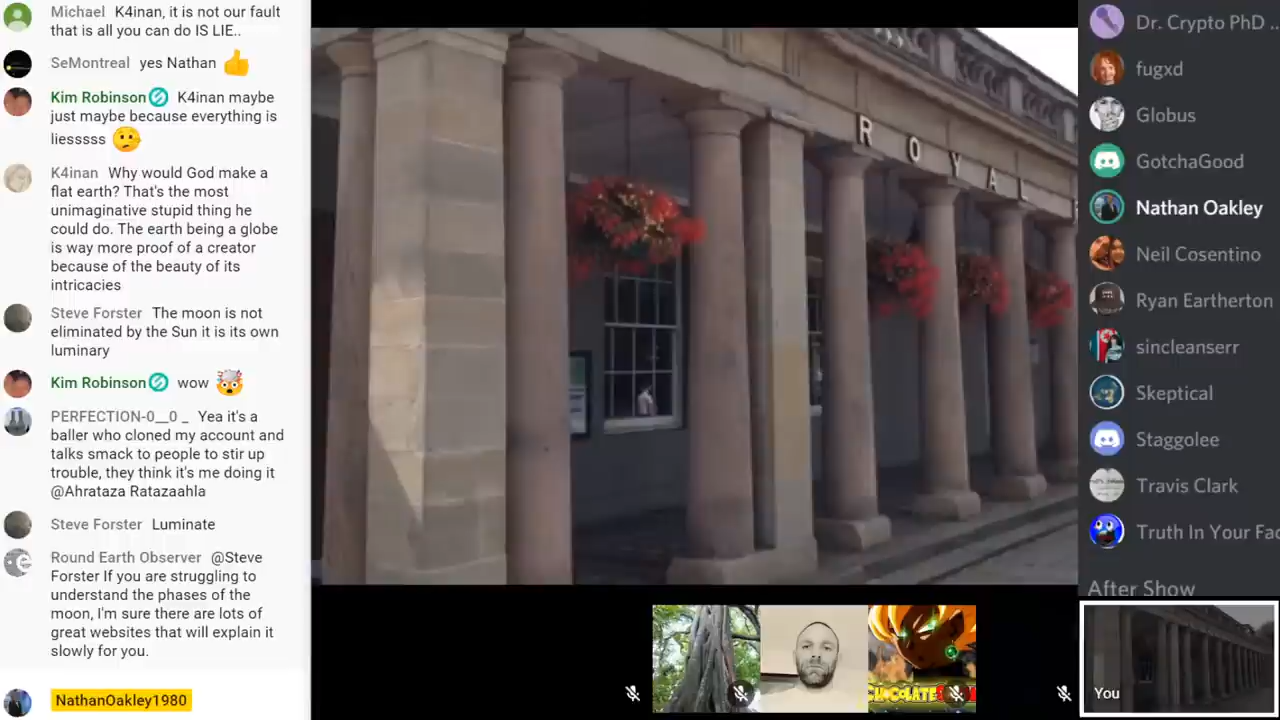 Michael K4inan, it is not our fault
that is all you can do IS LIE..
SeMontreal yes Nathan 👍
Kim Robinson K4inan maybe
just maybe because everything is
liesssss 🤨
K4inan Why would God make a
flat earth? That's the most
unimaginative stupid thing he
could do. The earth being a globe
is way more proof of a creator
because of the beauty of its
intricacies
Steve Forster The moon is not
eliminated by the Sun it is its own
luminary
Kim Robinson wow 🤯
PERFECTION-0__0 _ Yea it's a
baller who cloned my account and
talks smack to people to stir up
trouble, they think it's me doing it
@Ahrataza Ratazaahla
Steve Forster Luminate
Round Earth Observer @Steve
Forster If you are struggling to
understand the phases of the
moon, I'm sure there are lots of
great websites that will explain it
slowly for you.
NathanOakley1980
ROYAL
Dr. Crypto PhD ..
fugxd
Globus
GotchaGood
Nathan Oakley
Neil Cosentino
Ryan Eartherton
sincleanserr
Skeptical
Staggolee
Travis Clark
Truth In Your Fac
After Show
You